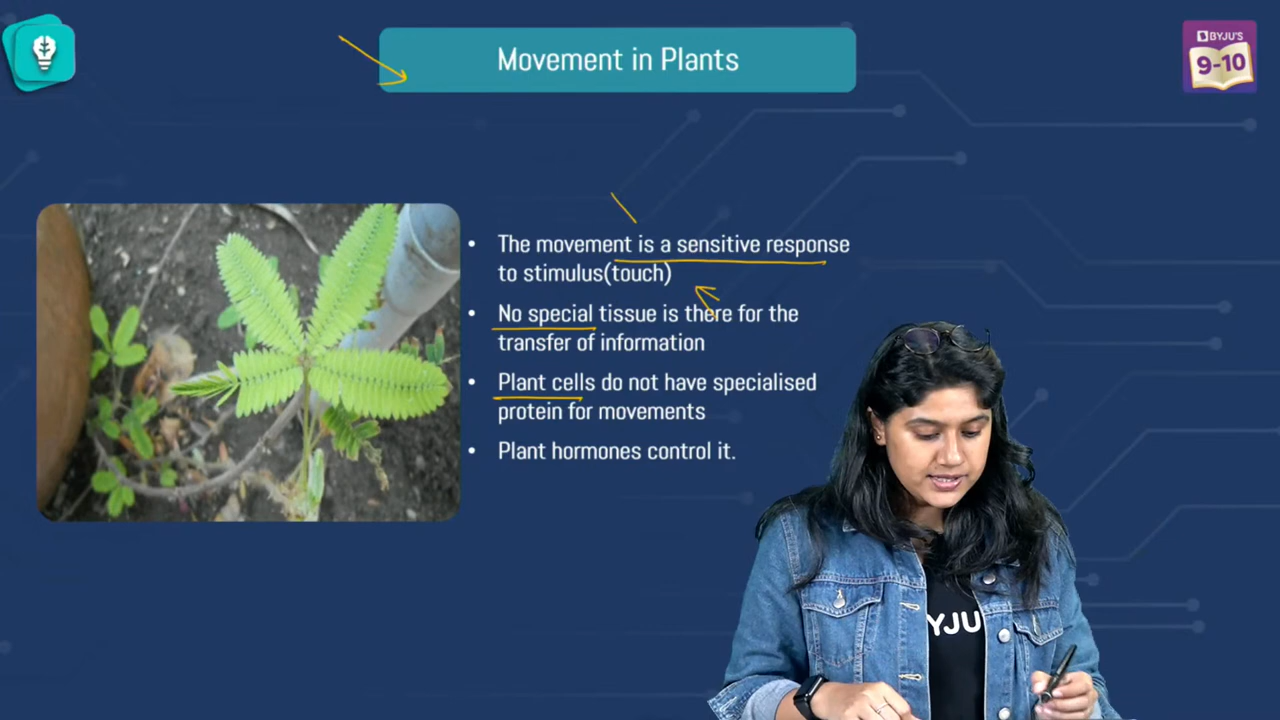 Movement in Plants
BYJU'S
9-10
• The movement is a sensitive response
to stimulus(touch)
• No special tissue is there for the
transfer of information
• Plant cells do not have specialised
protein for movements
• Plant hormones control it.
YJU